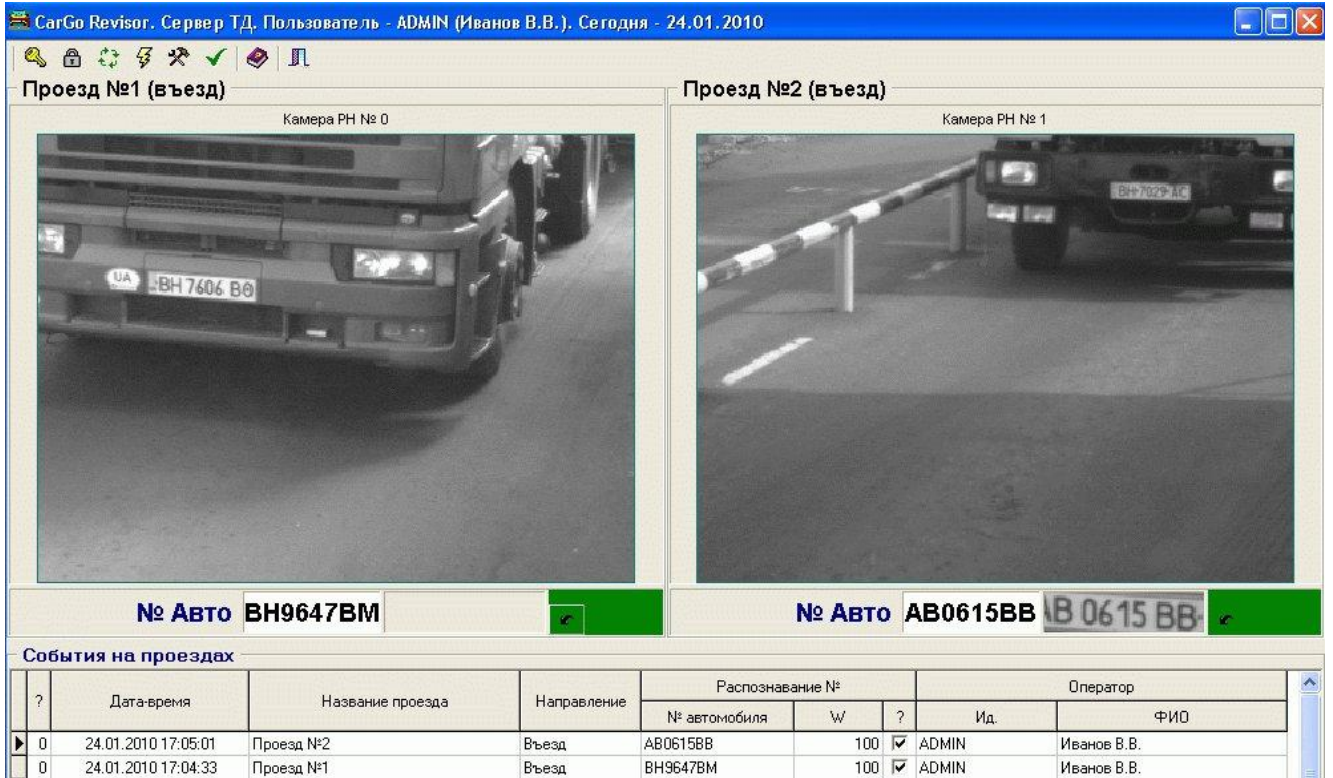 CarGo Revisor. Сервер ТД. Пользователь - ADMIN (Иванов В.В.). Сегодня - 24.01.2010
Проезд №1 (въезд)
Проезд №2 (въезд)
Камера РН № 0
Камера РН № 1
UA
BH 7606 BO
BH 7029 AC
№ Авто BH9647BM
№ Авто AB0615BB AB 0615 BB
События на проездах
? Дата-время Название проезда Направление Распознавание № Оператор
№ автомобиля W ? Ид. ФИО
0 24.01.2010 17:05:01 Проезд №2 Въезд AB0615BB 100 ADMIN Иванов В.В.
0 24.01.2010 17:04:33 Проезд №1 Въезд BH9647BM 100 ADMIN Иванов В.В.